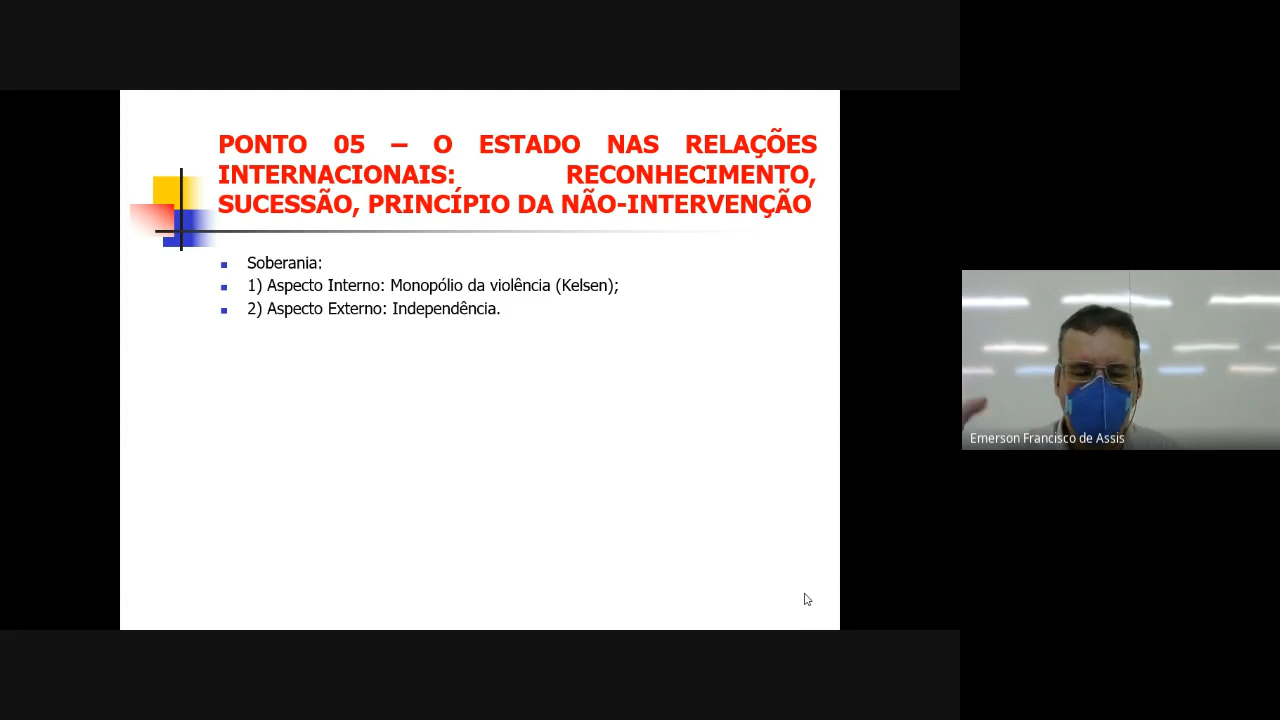 PONTO 05 – O ESTADO NAS RELAÇÕES
INTERNACIONAIS: RECONHECIMENTO,
SUCESSÃO, PRINCÍPIO DA NÃO-INTERVENÇÃO
Soberania:
1) Aspecto Interno: Monopólio da violência (Kelsen);
2) Aspecto Externo: Independência.
Emerson Francisco de Assis